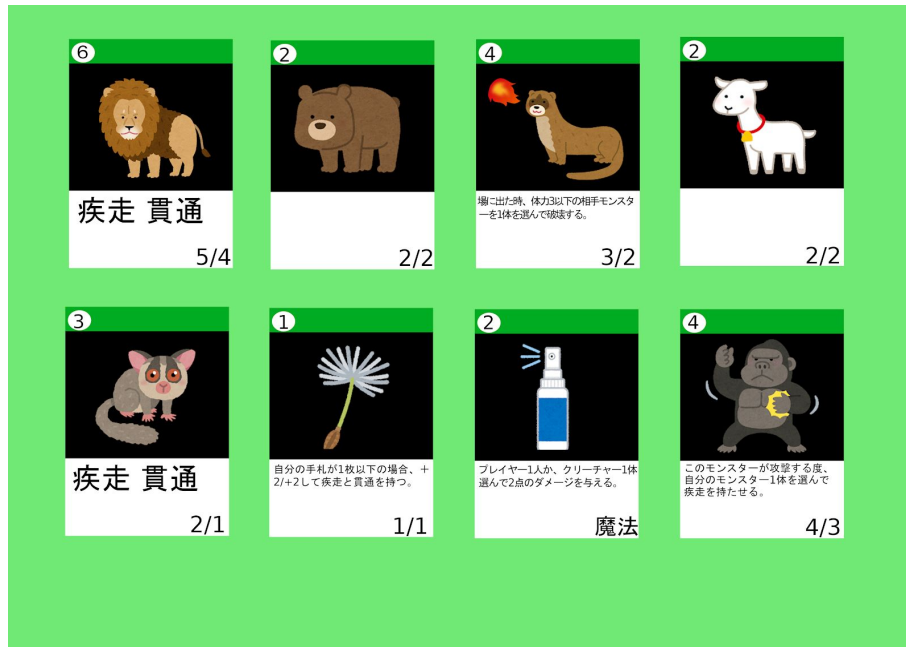 6
疾走 貫通
5/4
2
2/2
4
場に出た時、体力3以下の相手モンスタ
ーを1体を選んで破壊する。
3/2
2
2/2
3
疾走 貫通
2/1
1
自分の手札が1枚以下の場合、+
2/+2して疾走と貫通を持つ。
1/1
2
プレイヤー1人か、クリーチャー1体
選んで2点のダメージを与える。
魔法
4
このモンスターが攻撃する度、
自分のモンスター1体を選んで
疾走を持たせる。
4/3